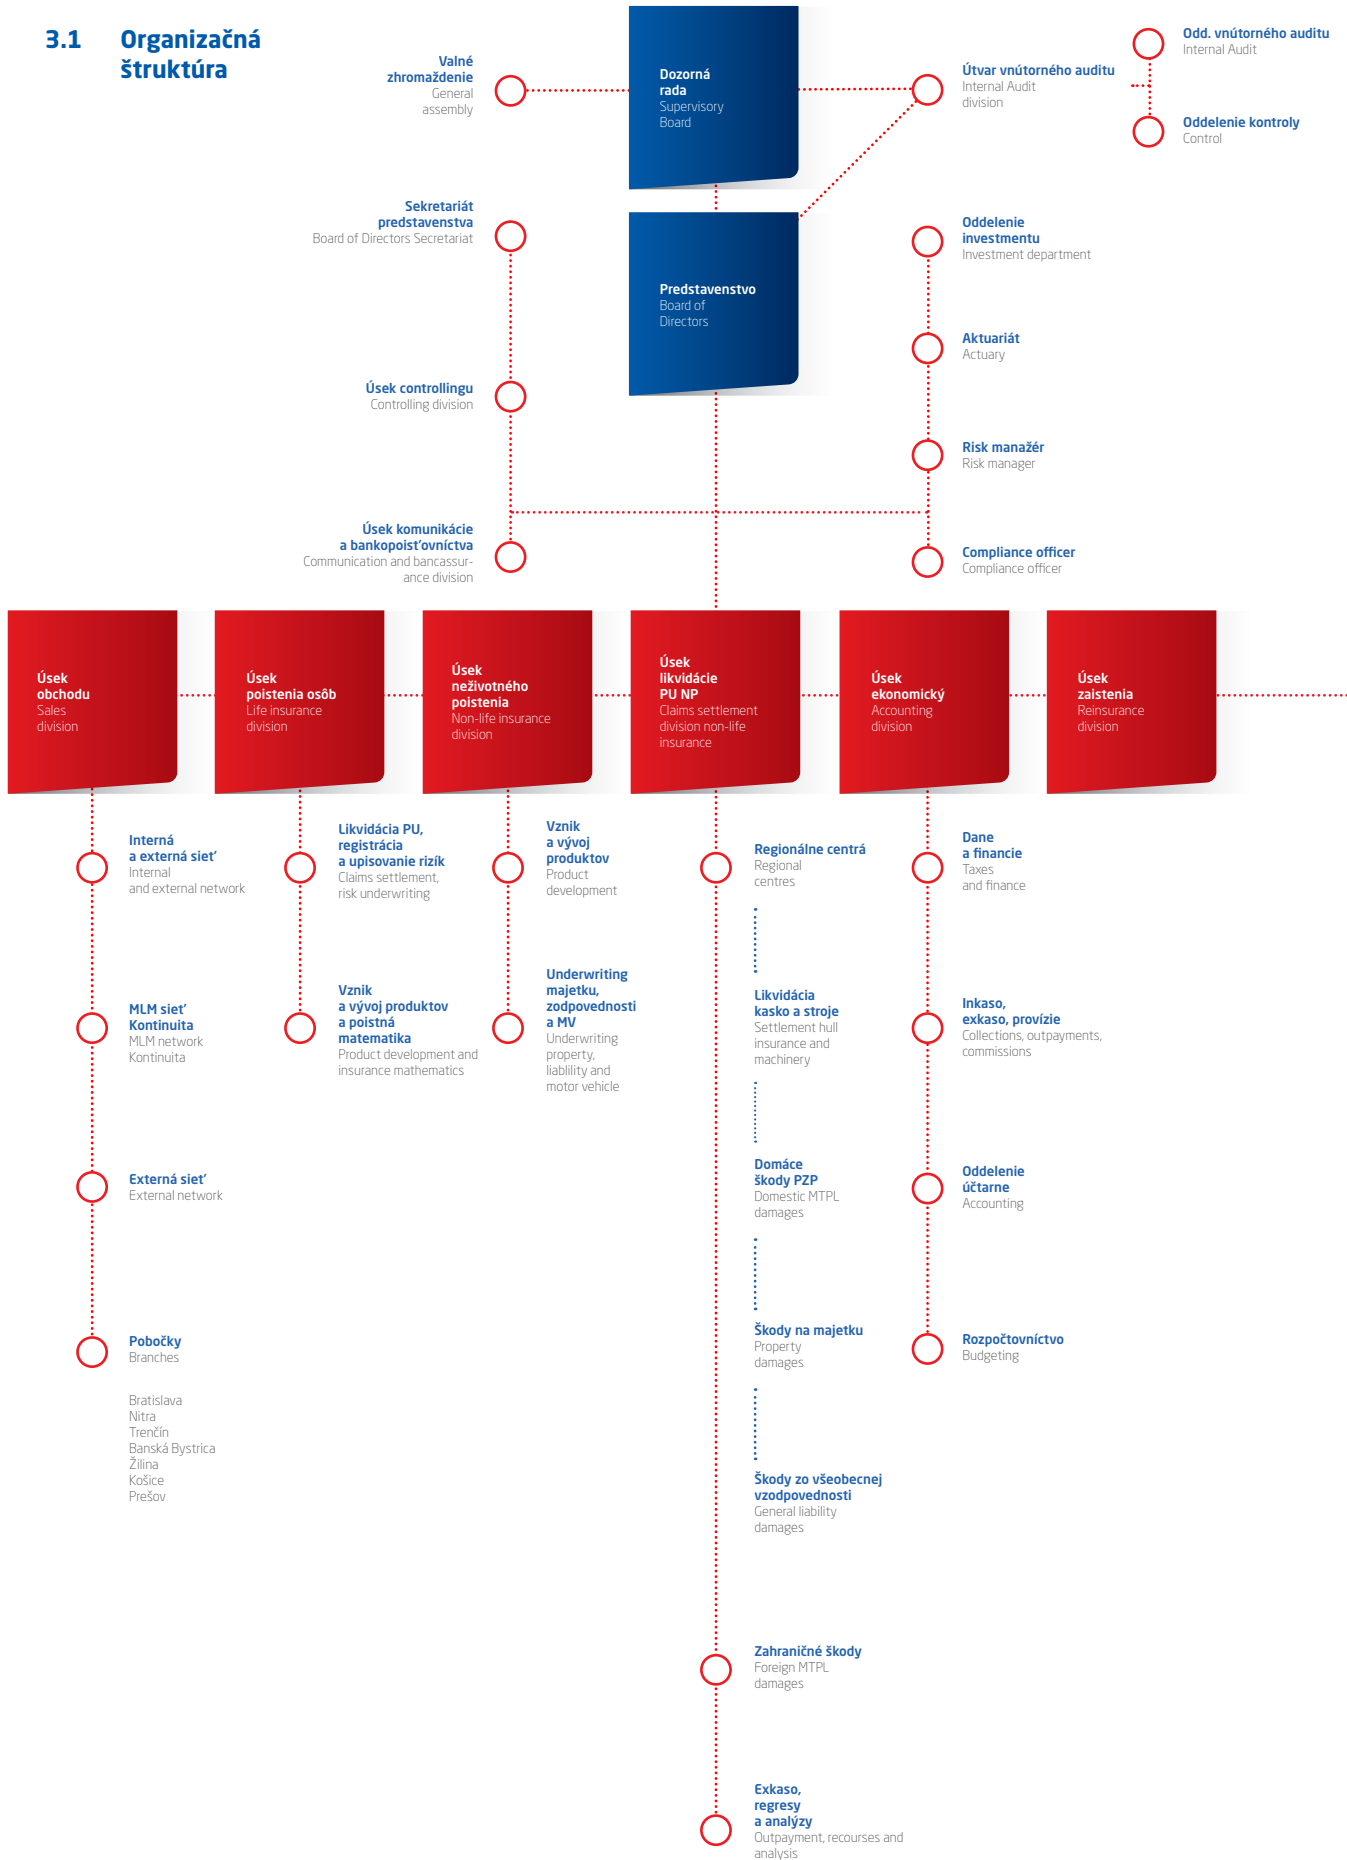 3.1 Organizačná
štruktúra
Valné
zhromaždenie
General
assembly
Dozorná
rada
Supervisory
Board
Útvar vnútorného auditu
Internal Audit
division
Odd. vnútorného auditu
Internal Audit
Oddelenie kontroly
Control
Sekretariát
predstavenstva
Board of Directors Secretariat
Predstavenstvo
Board of
Directors
Oddelenie
investmentu
Investment department
Aktuariát
Actuary
Úsek controllingu
Controlling division
Risk manažér
Risk manager
Úsek komunikácie
a bankopoisťovníctva
Communication and bancassur-
ance division
Compliance officer
Compliance officer
Úsek
obchodu
Sales
division
Úsek
poistenia osôb
Life insurance
division
Úsek
neživotného
poistenia
Non-life insurance
division
Úsek
likvidácie
PU NP
Claims settlement
division non-life
insurance
Úsek
ekonomický
Accounting
division
Úsek
zaistenia
Reinsurance
division
Interná
a externá sieť
Internal
and external network
MLM sieť
Kontinuita
MLM network
Kontinuita
Externá sieť
External network
Pobočky
Branches
Bratislava
Nitra
Trenčín
Banská Bystrica
Žilina
Košice
Prešov
Likvidácia PU,
registrácia
a upisovanie rizík
Claims settlement,
risk underwriting
Vznik
a vývoj produktov
a poistná
matematika
Product development and
insurance mathematics
Vznik
a vývoj
produktov
Product
development
Underwriting
majetku,
zodpovednosti
a MV
Underwriting
property,
liablility and
motor vehicle
Regionálne centrá
Regional
centres
Likvidácia
kasko a stroje
Settlement hull
insurance and
machinery
Domáce
škody PZP
Domestic MTPL
damages
Škody na majetku
Property
damages
Škody zo všeobecnej
vzodpovednosti
General liability
damages
Zahraničné škody
Foreign MTPL
damages
Exkaso,
regresy
a analýzy
Outpayment, recourses and
analysis
Dane
a financie
Taxes
and finance
Inkaso,
exkaso, provízie
Collections, outpayments,
commissions
Oddelenie
účtarne
Accounting
Rozpočtovníctvo
Budgeting